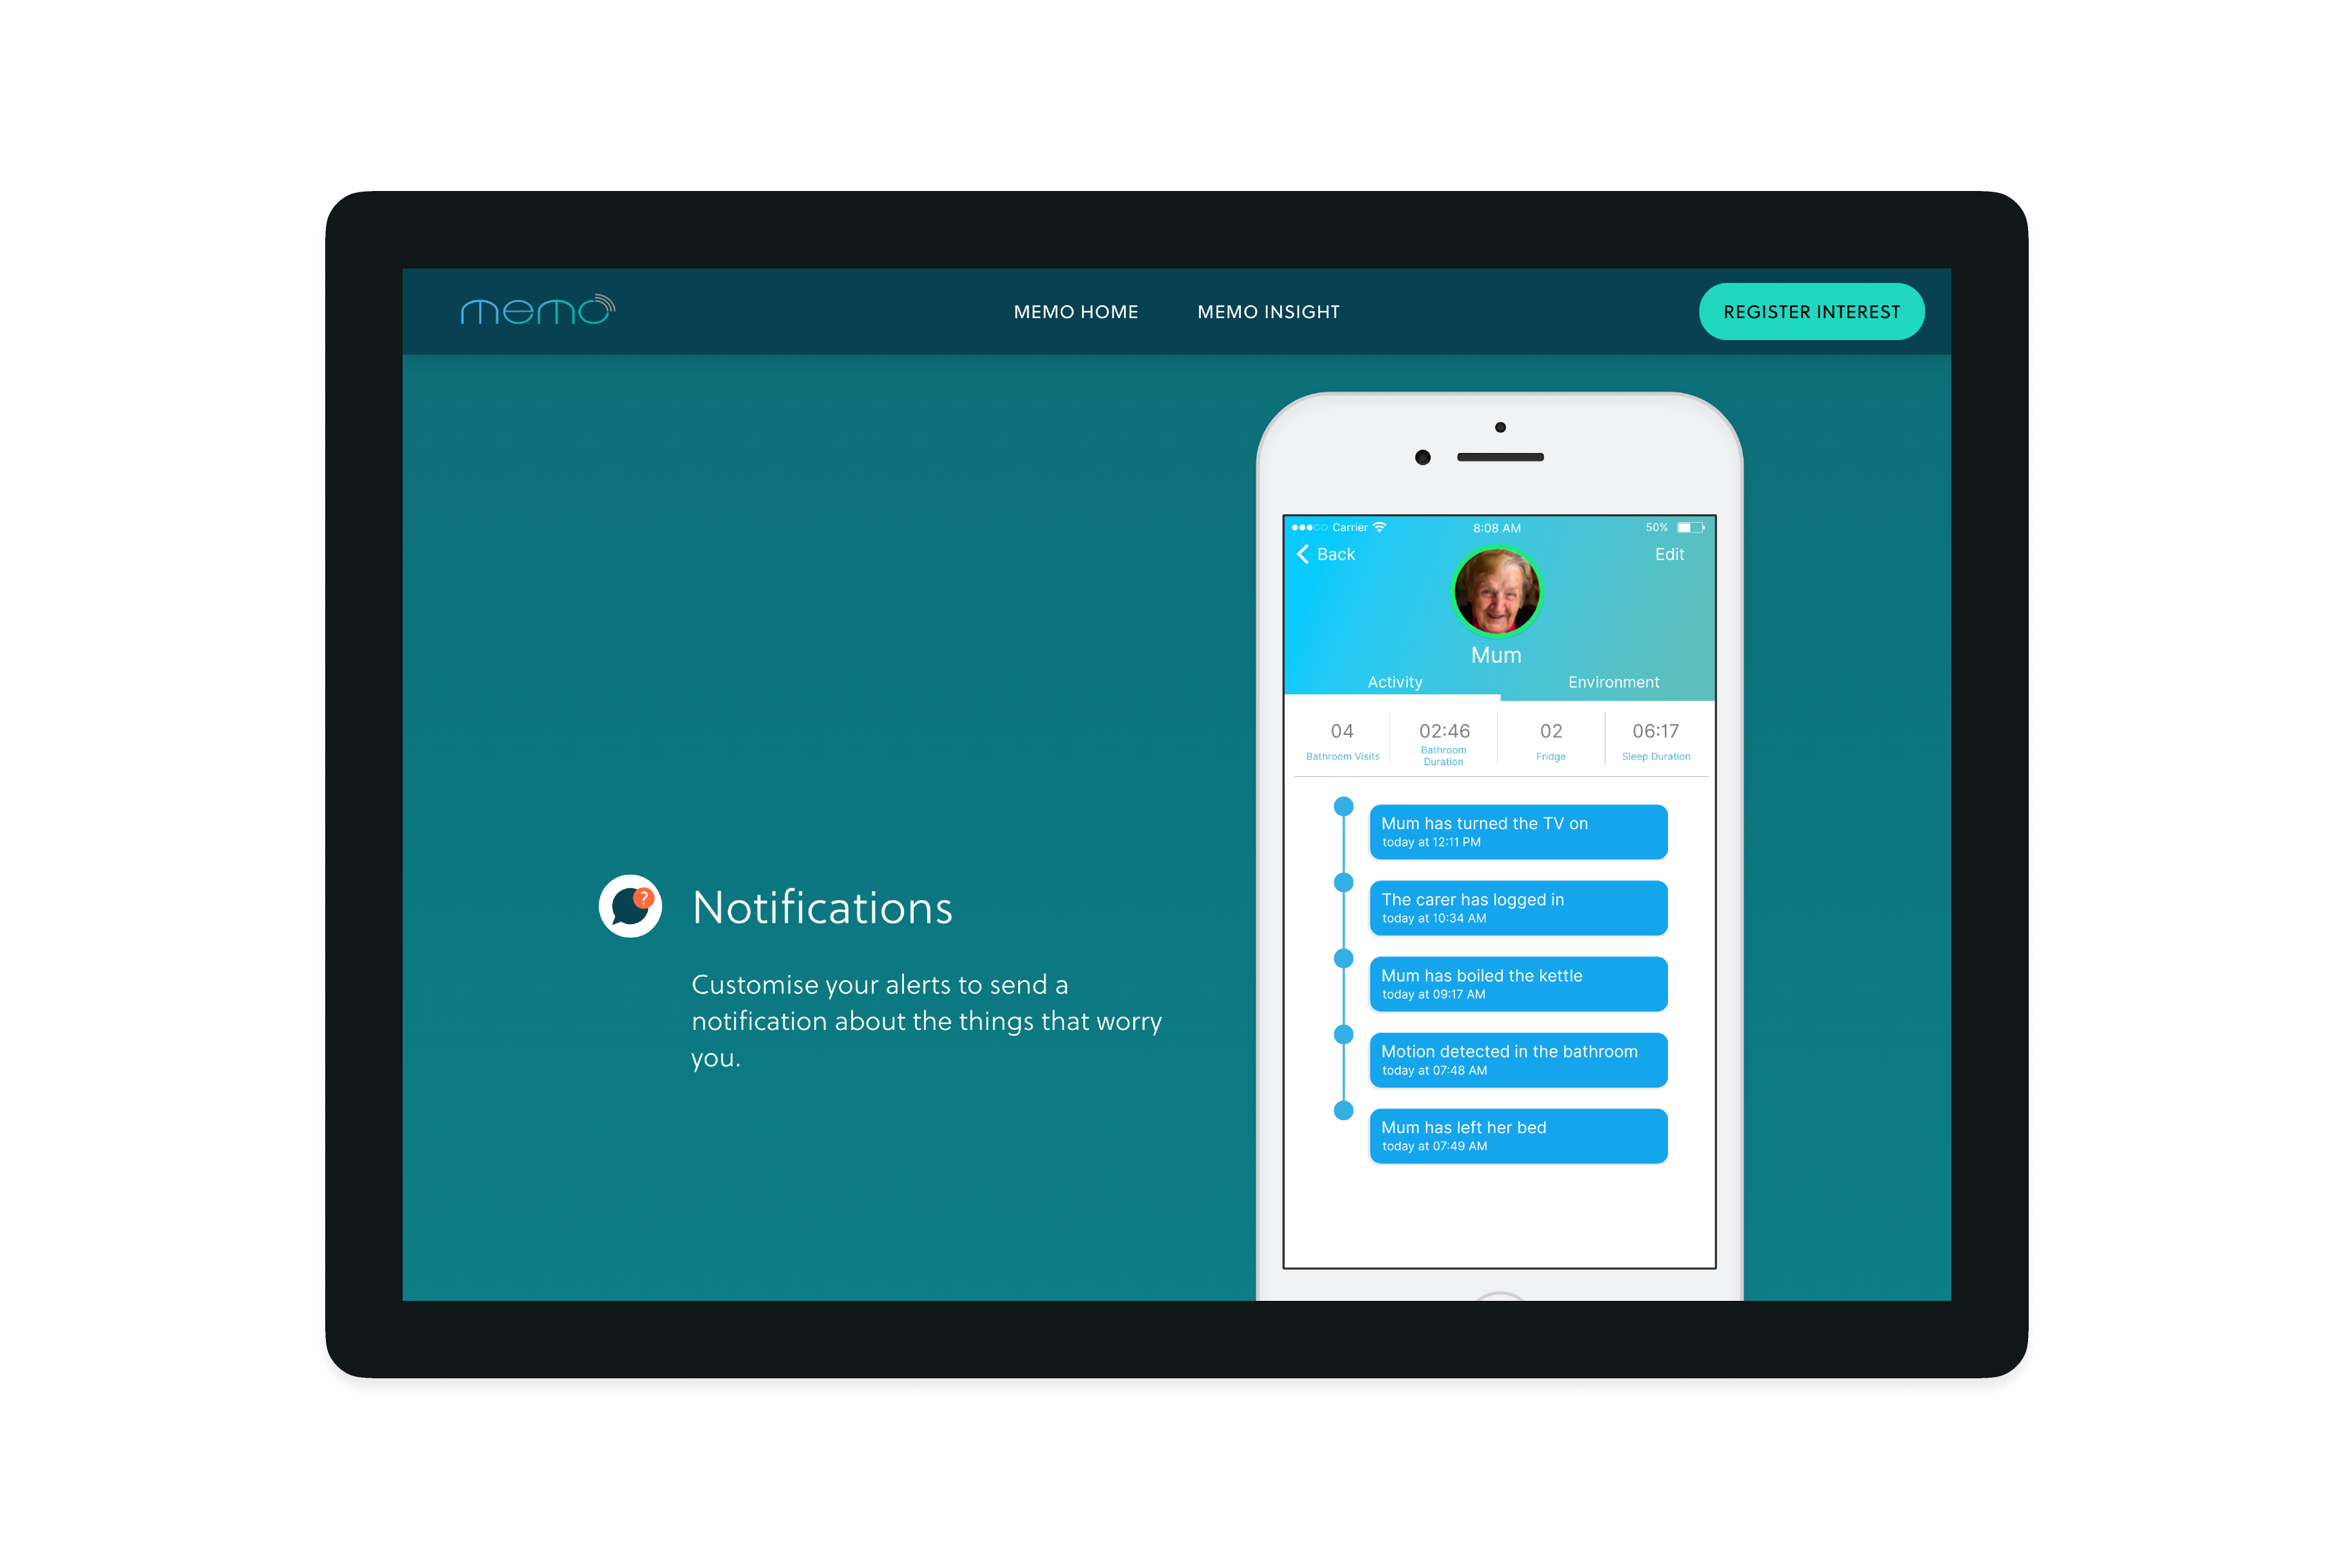 memo
MEMO HOME
MEMO INSIGHT
REGISTER INTEREST
Notifications
Customise your alerts to send a
notification about the things that worry
you.
?
Carrier
8:08 AM
50%
Back
Edit
Mum
Activity
Environment
04
Bathroom Visits
02:46
Bathroom
Duration
02
Fridge
06:17
Sleep Duration
Mum has turned the TV on
today at 12:11 PM
The carer has logged in
today at 10:34 AM
Mum has boiled the kettle
today at 09:17 AM
Motion detected in the bathroom
today at 07:48 AM
Mum has left her bed
today at 07:49 AM